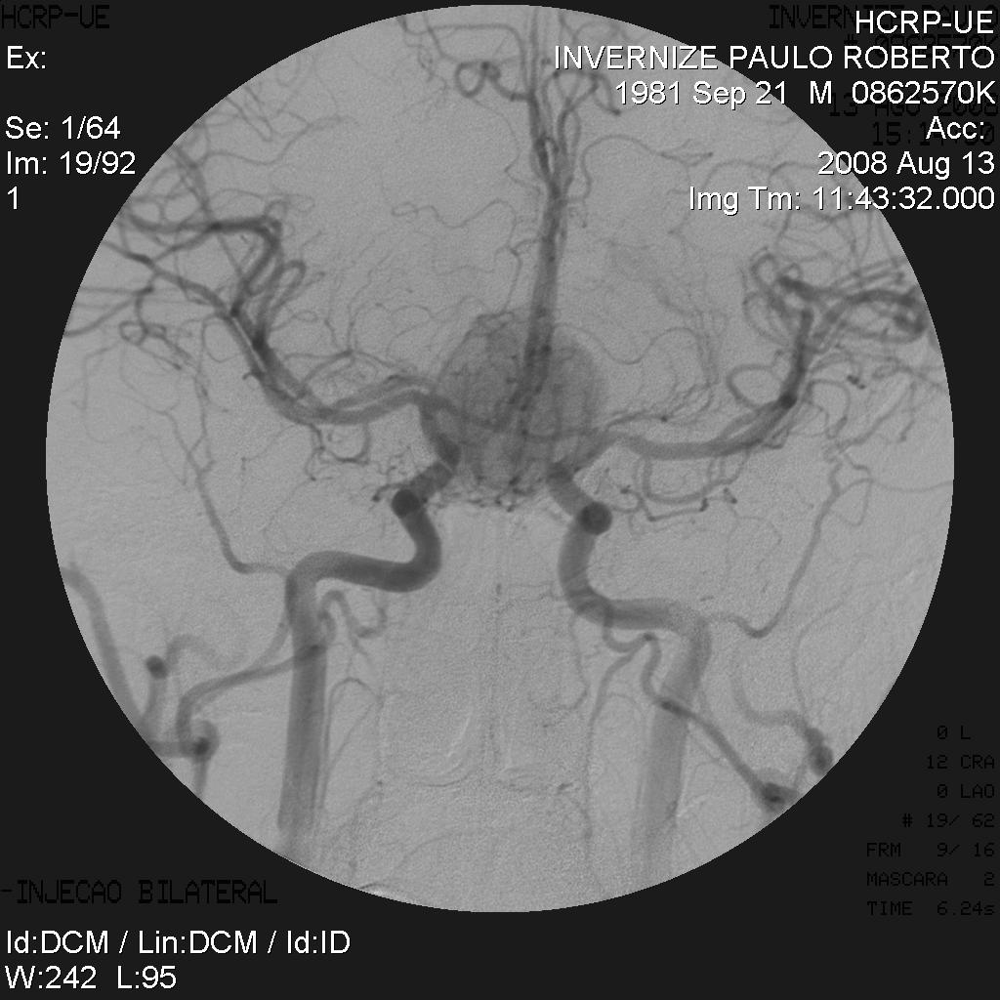 HCRP-UE
INVERNIZE PAULO
HCRP-UE
Ex:
INVERNIZE PAULO ROBERTO
1981 Sep 21 M 0862570K
Se: 1/64
Acc:
Im: 19/92
2008 Aug 13
1
Img Tm: 11:43:32.000
0 L
12 CRA
0 LAO
# 19/ 62
FRM 9/ 16
MASCARA 2
TIME 6.24s
-INJECAO BILATERAL
Id:DCM / Lin:DCM / Id:ID
W:242 L:95